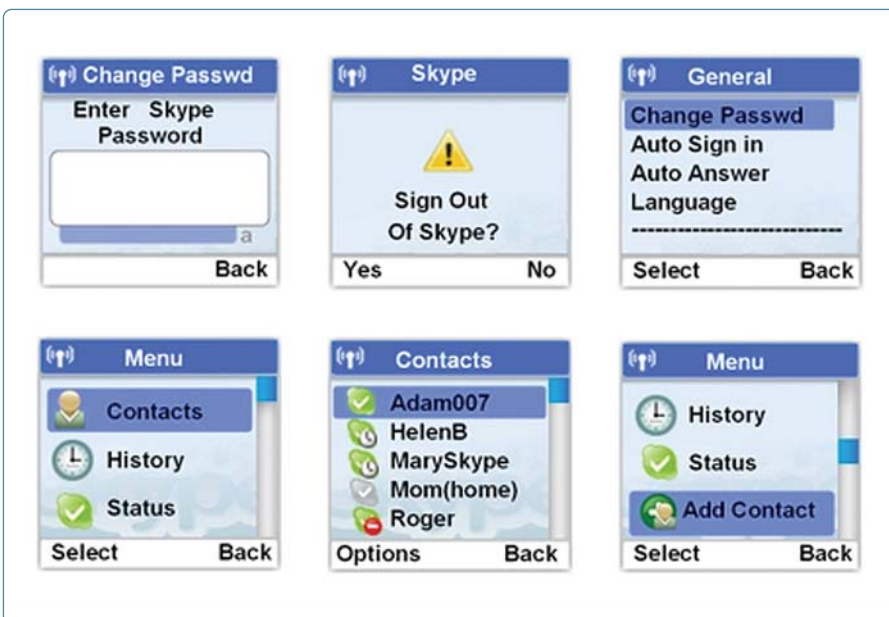 Change Passwd
Enter Skype
Password
a
Back
Skype
Sign Out
Of Skype?
Yes No
General
Change Passwd
Auto Sign in
Auto Answer
Language
---------------------------
Select Back
Menu
Contacts
History
Status
Select Back
Contacts
Adam007
HelenB
MarySkype
Mom(home)
Roger
Options Back
Menu
History
Status
Add Contact
Select Back